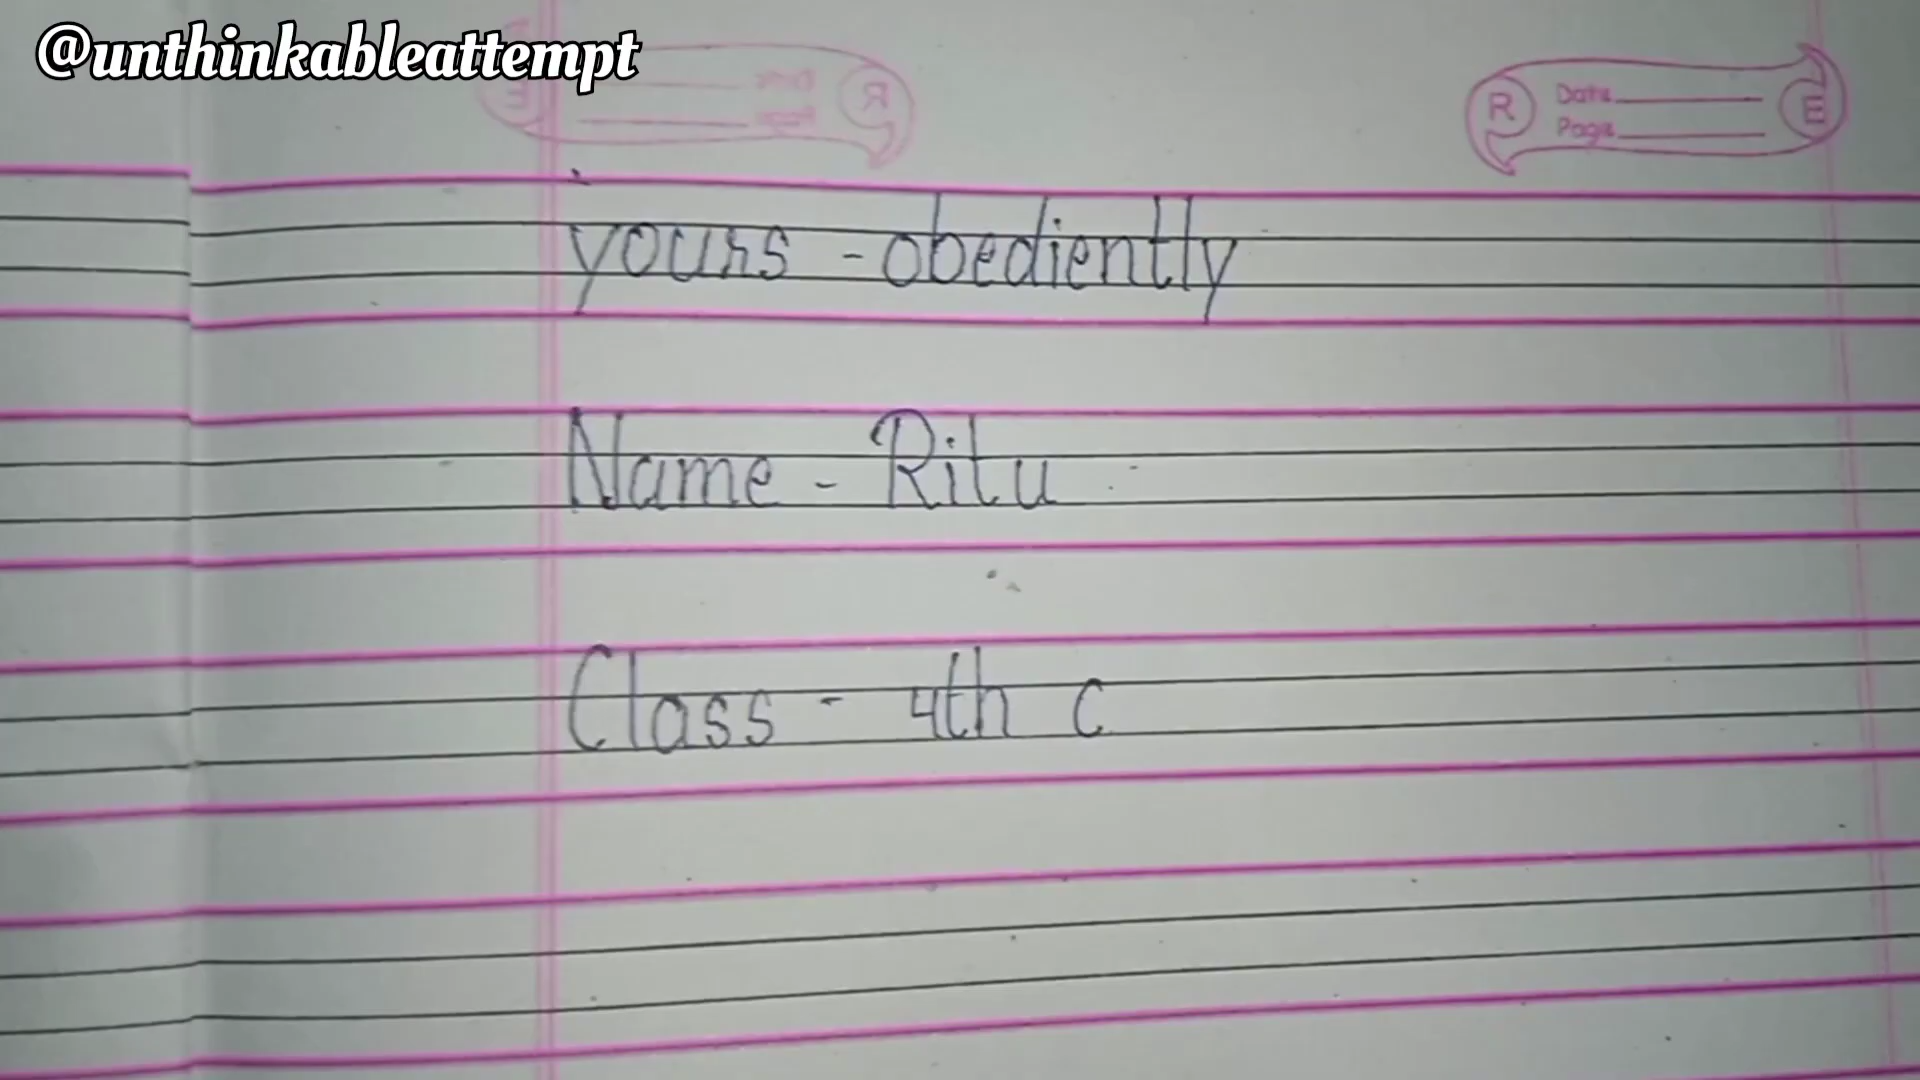 @unthinkableattempt
R Date E
Page
yours - obediently
Name - Ritu
Class - 4th c